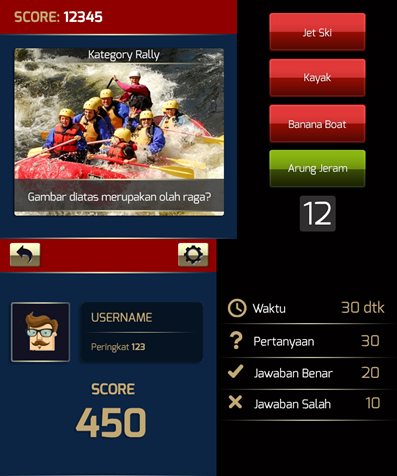 SCORE: 12345
Kategory Rally
Gambar diatas merupakan olah raga?
Jet Ski
Kayak
Banana Boat
Arung Jeram
12
USERNAME
Peringkat 123
SCORE
450
Waktu 30 dtk
Pertanyaan 30
Jawaban Benar 20
Jawaban Salah 10